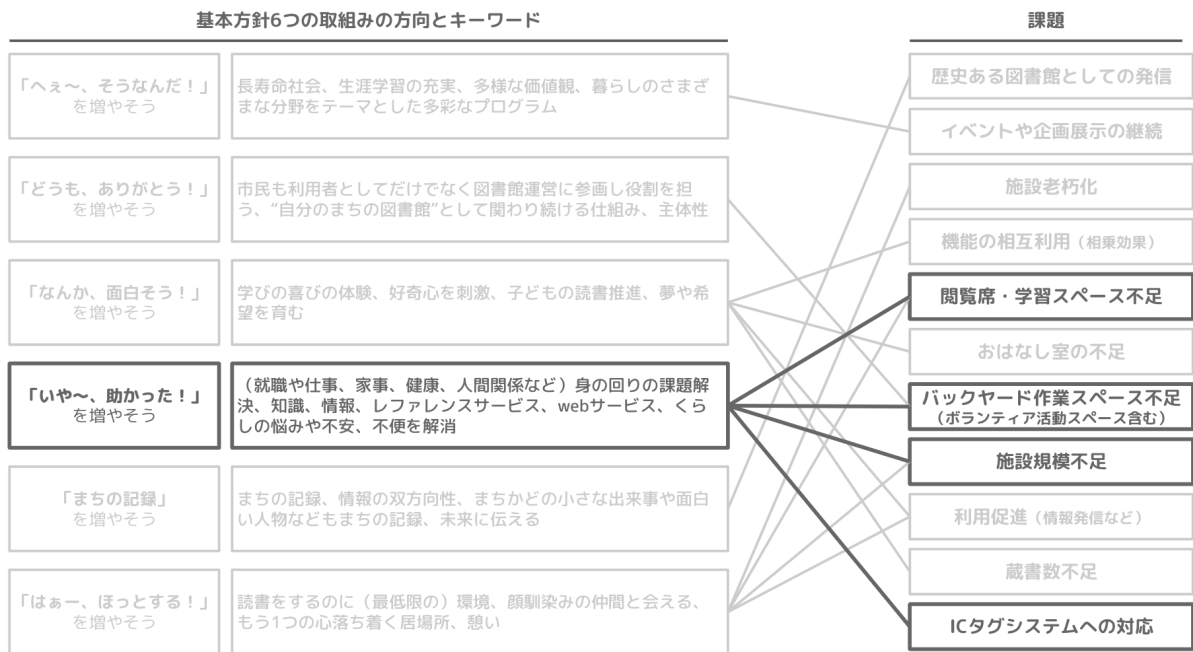 基本方針6つの取組みの方向とキーワード
課題
「へぇ〜、そうなんだ！」
を増やそう
長寿命社会、生涯学習の充実、多様な価値観、暮らしのさまざ
まな分野をテーマとした多彩なプログラム
「どうも、ありがとう！」
を増やそう
市民も利用者としてだけでなく図書館運営に参画し役割を担
う、“自分のまちの図書館”として関わり続ける仕組み、主体性
「なんか、面白そう！」
を増やそう
学びの喜びの体験、好奇心を刺激、子どもの読書推進、夢や希
望を育む
「いや〜、助かった！」
を増やそう
（就職や仕事、家事、健康、人間関係など）身の回りの課題解
決、知識、情報、レファレンスサービス、webサービス、くら
しの悩みや不安、不便を解消
「まちの記録」
を増やそう
まちの記録、情報の双方向性、まちかどの小さな出来事や面白
い人物などもまちの記録、未来に伝える
「はぁー、ほっとする！」
を増やそう
読書をするのに（最低限の）環境、顔馴染みの仲間と会える、
もう1つの心落ち着く居場所、憩い
歴史ある図書館としての発信
イベントや企画展示の継続
施設老朽化
機能の相互利用（相乗効果）
閲覧席・学習スペース不足
おはなし室の不足
バックヤード作業スペース不足
（ボランティア活動スペース含む）
施設規模不足
利用促進（情報発信など）
蔵書数不足
ICタグシステムへの対応